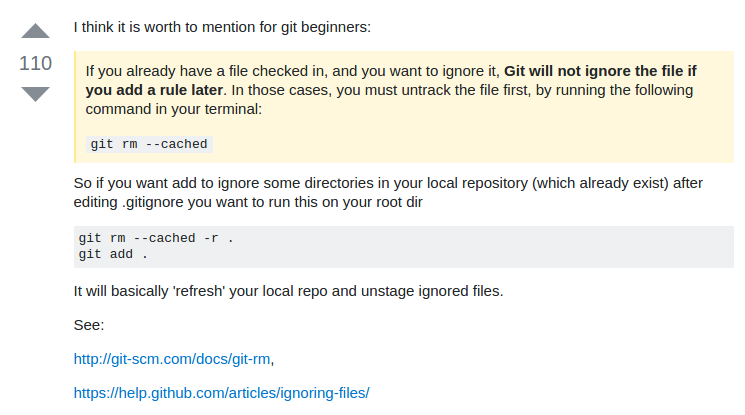 I think it is worth to mention for git beginners:
110
If you already have a file checked in, and you want to ignore it, Git will not ignore the file if
you add a rule later. In those cases, you must untrack the file first, by running the following
command in your terminal:
git rm --cached
So if you want add to ignore some directories in your local repository (which already exist) after
editing .gitignore you want to run this on your root dir
git rm --cached -r .
git add .
It will basically 'refresh' your local repo and unstage ignored files.
See:
http://git-scm.com/docs/git-rm,
https://help.github.com/articles/ignoring-files/